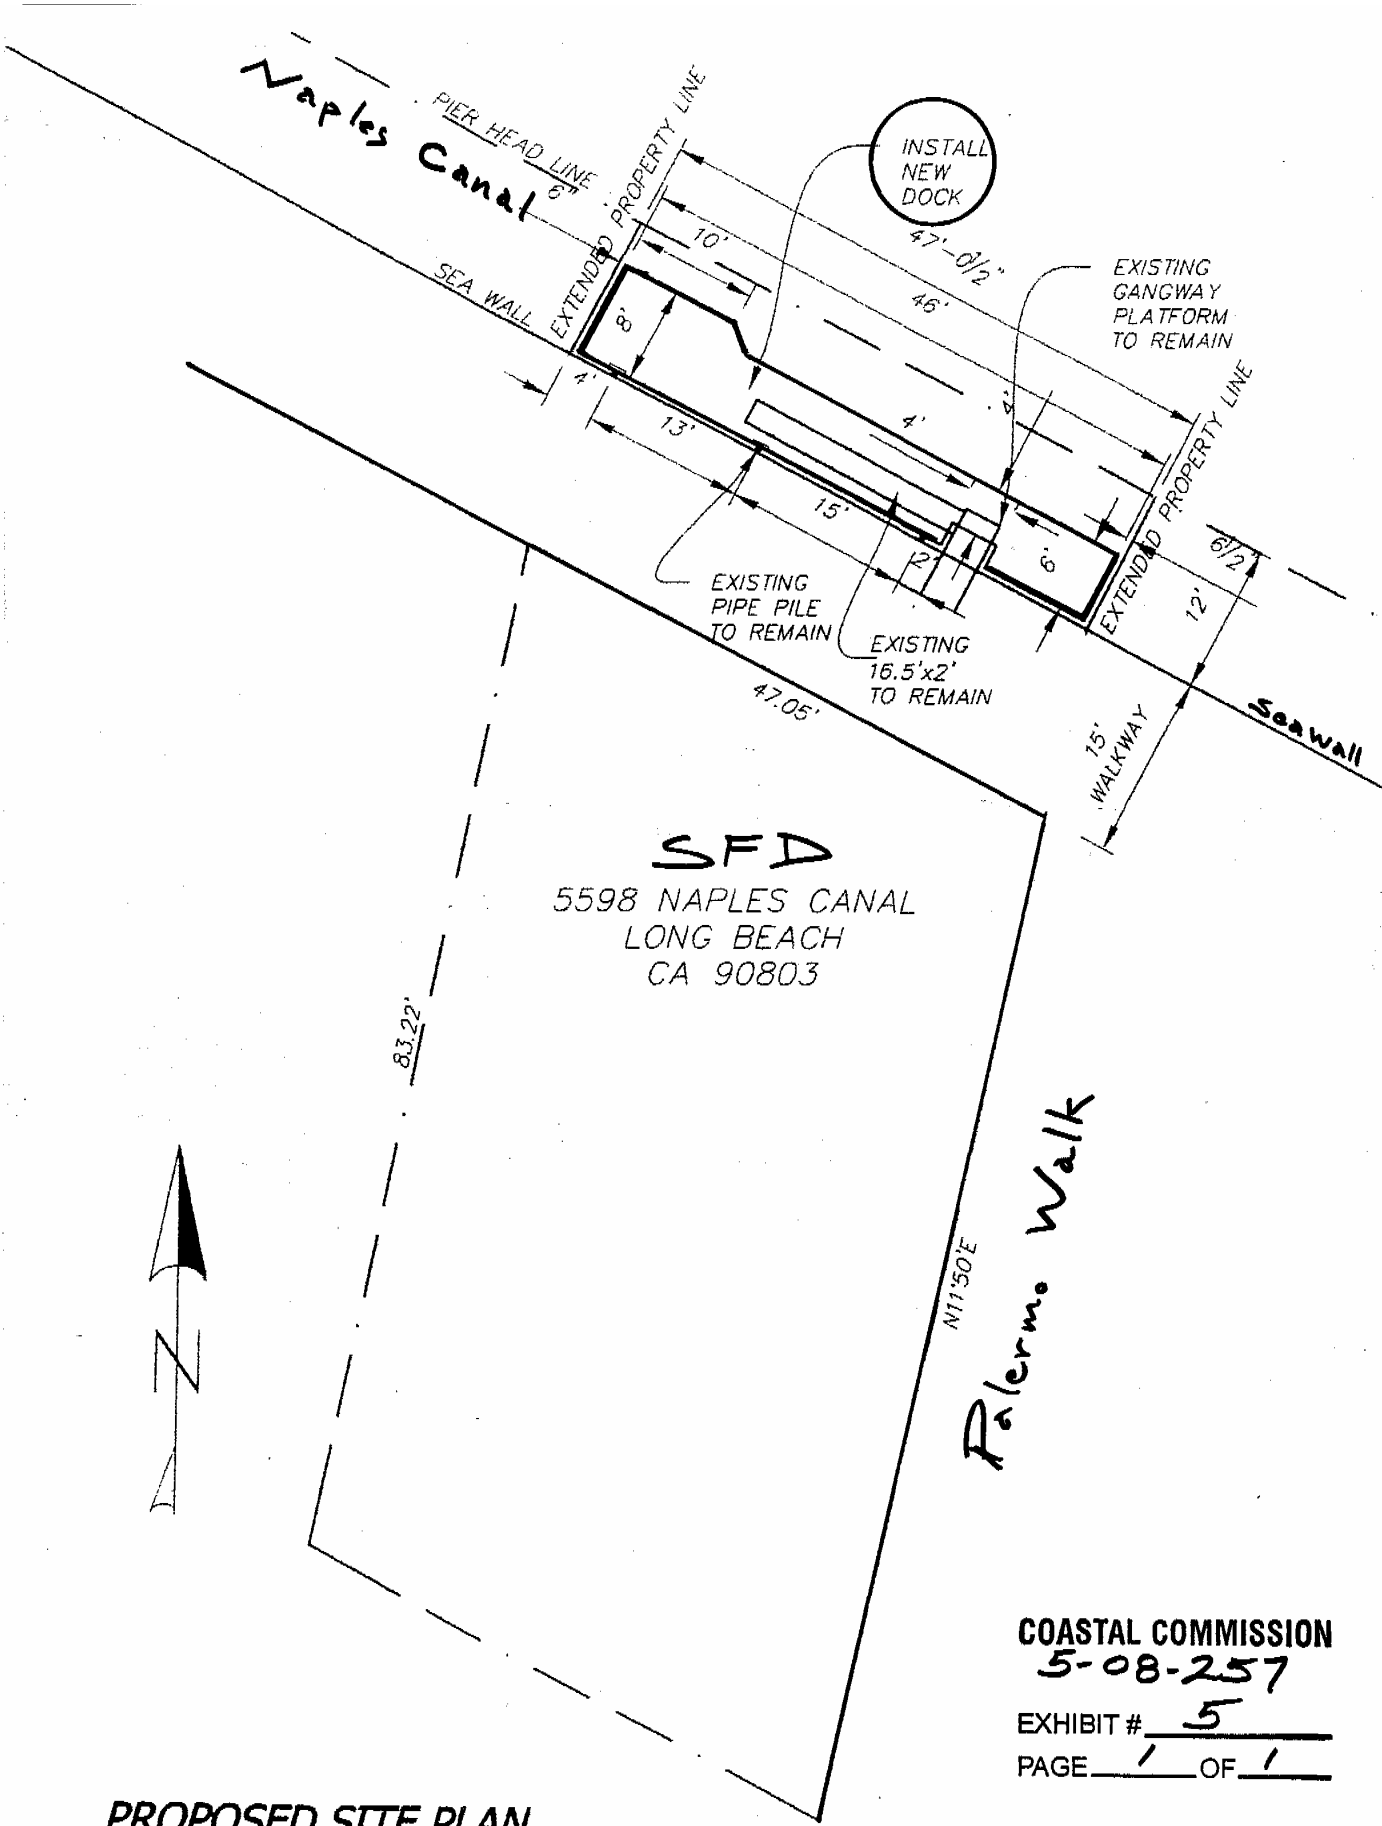 Naples Canal
PIER HEAD LINE
6"
EXTENDED PROPERTY LINE
INSTALL
NEW
DOCK
47'-0 1/2"
10'
46'
SEA WALL
8'
EXISTING
GANGWAY
PLATFORM
TO REMAIN
4'
13'
4'
4'
15'
2'
6'
EXTENDED PROPERTY LINE
6 1/2"
12'
EXISTING
PIPE PILE
TO REMAIN
EXISTING
16.5'x2'
TO REMAIN
47.05'
15'
WALKWAY
Seawall
SFD
5598 NAPLES CANAL
LONG BEACH
CA 90803
83.22'
Palermo Walk
N11°50'E
N
COASTAL COMMISSION
5-08-257
EXHIBIT # 5
PAGE 1 OF 1
PROPOSED SITE PLAN